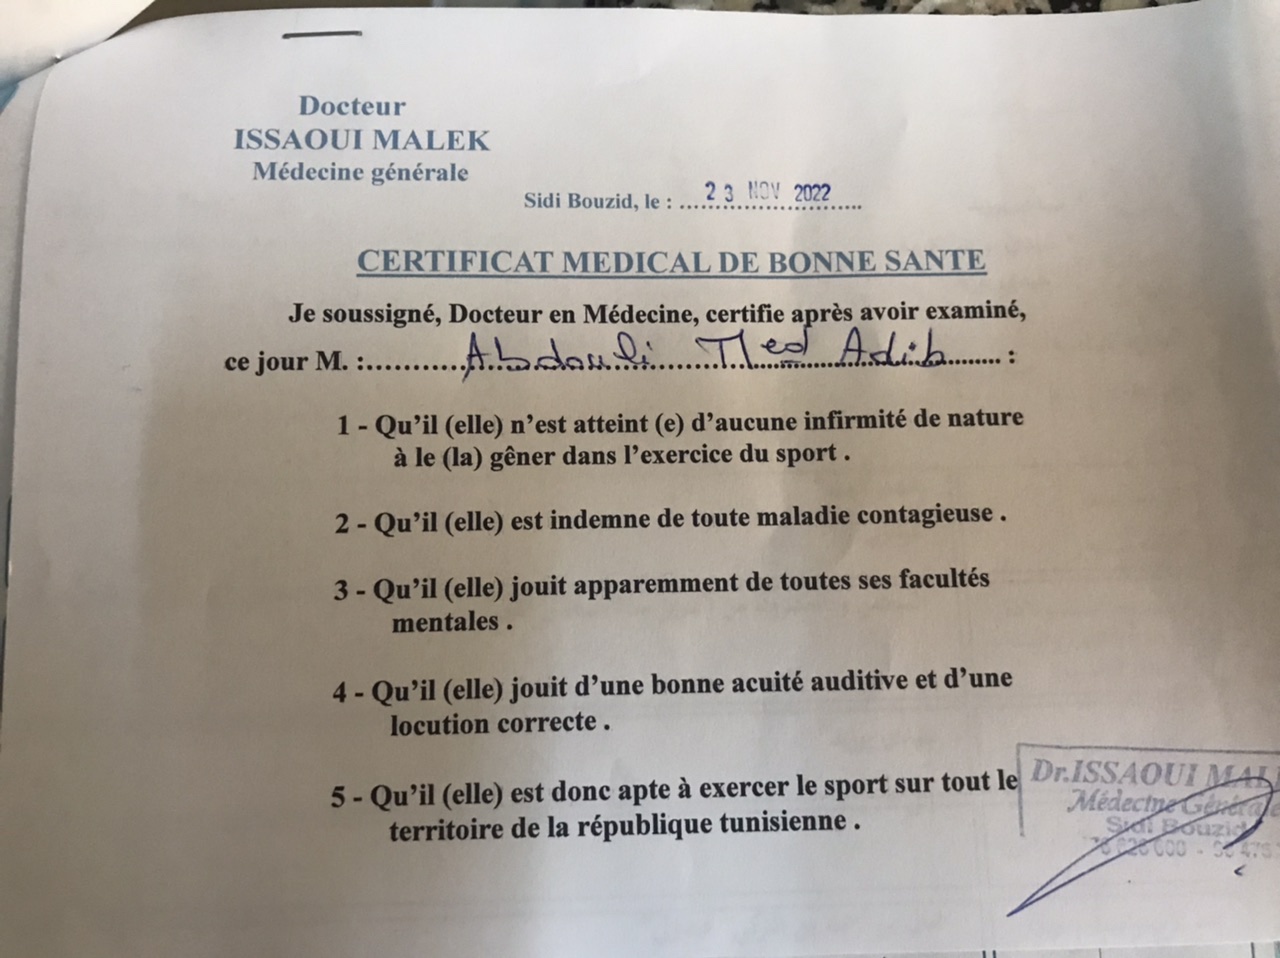 Docteur
ISSAOUI MALEK
Médecine générale
Sidi Bouzid, le : ...23 NOV 2022...
CERTIFICAT MEDICAL DE BONNE SANTE
Je soussigné, Docteur en Médecine, certifie après avoir examiné,
ce jour M. :..........Abdouli Med Adib......... :
1 - Qu'il (elle) n'est atteint (e) d'aucune infirmité de nature
à le (la) gêner dans l'exercice du sport .
2 - Qu'il (elle) est indemne de toute maladie contagieuse .
3 - Qu'il (elle) jouit apparemment de toutes ses facultés
mentales .
4 - Qu'il (elle) jouit d'une bonne acuité auditive et d'une
locution correcte .
5 - Qu'il (elle) est donc apte à exercer le sport sur tout le
territoire de la république tunisienne .
Dr.ISSAOUI MAL
Médecine Général
Sidi Bouzid